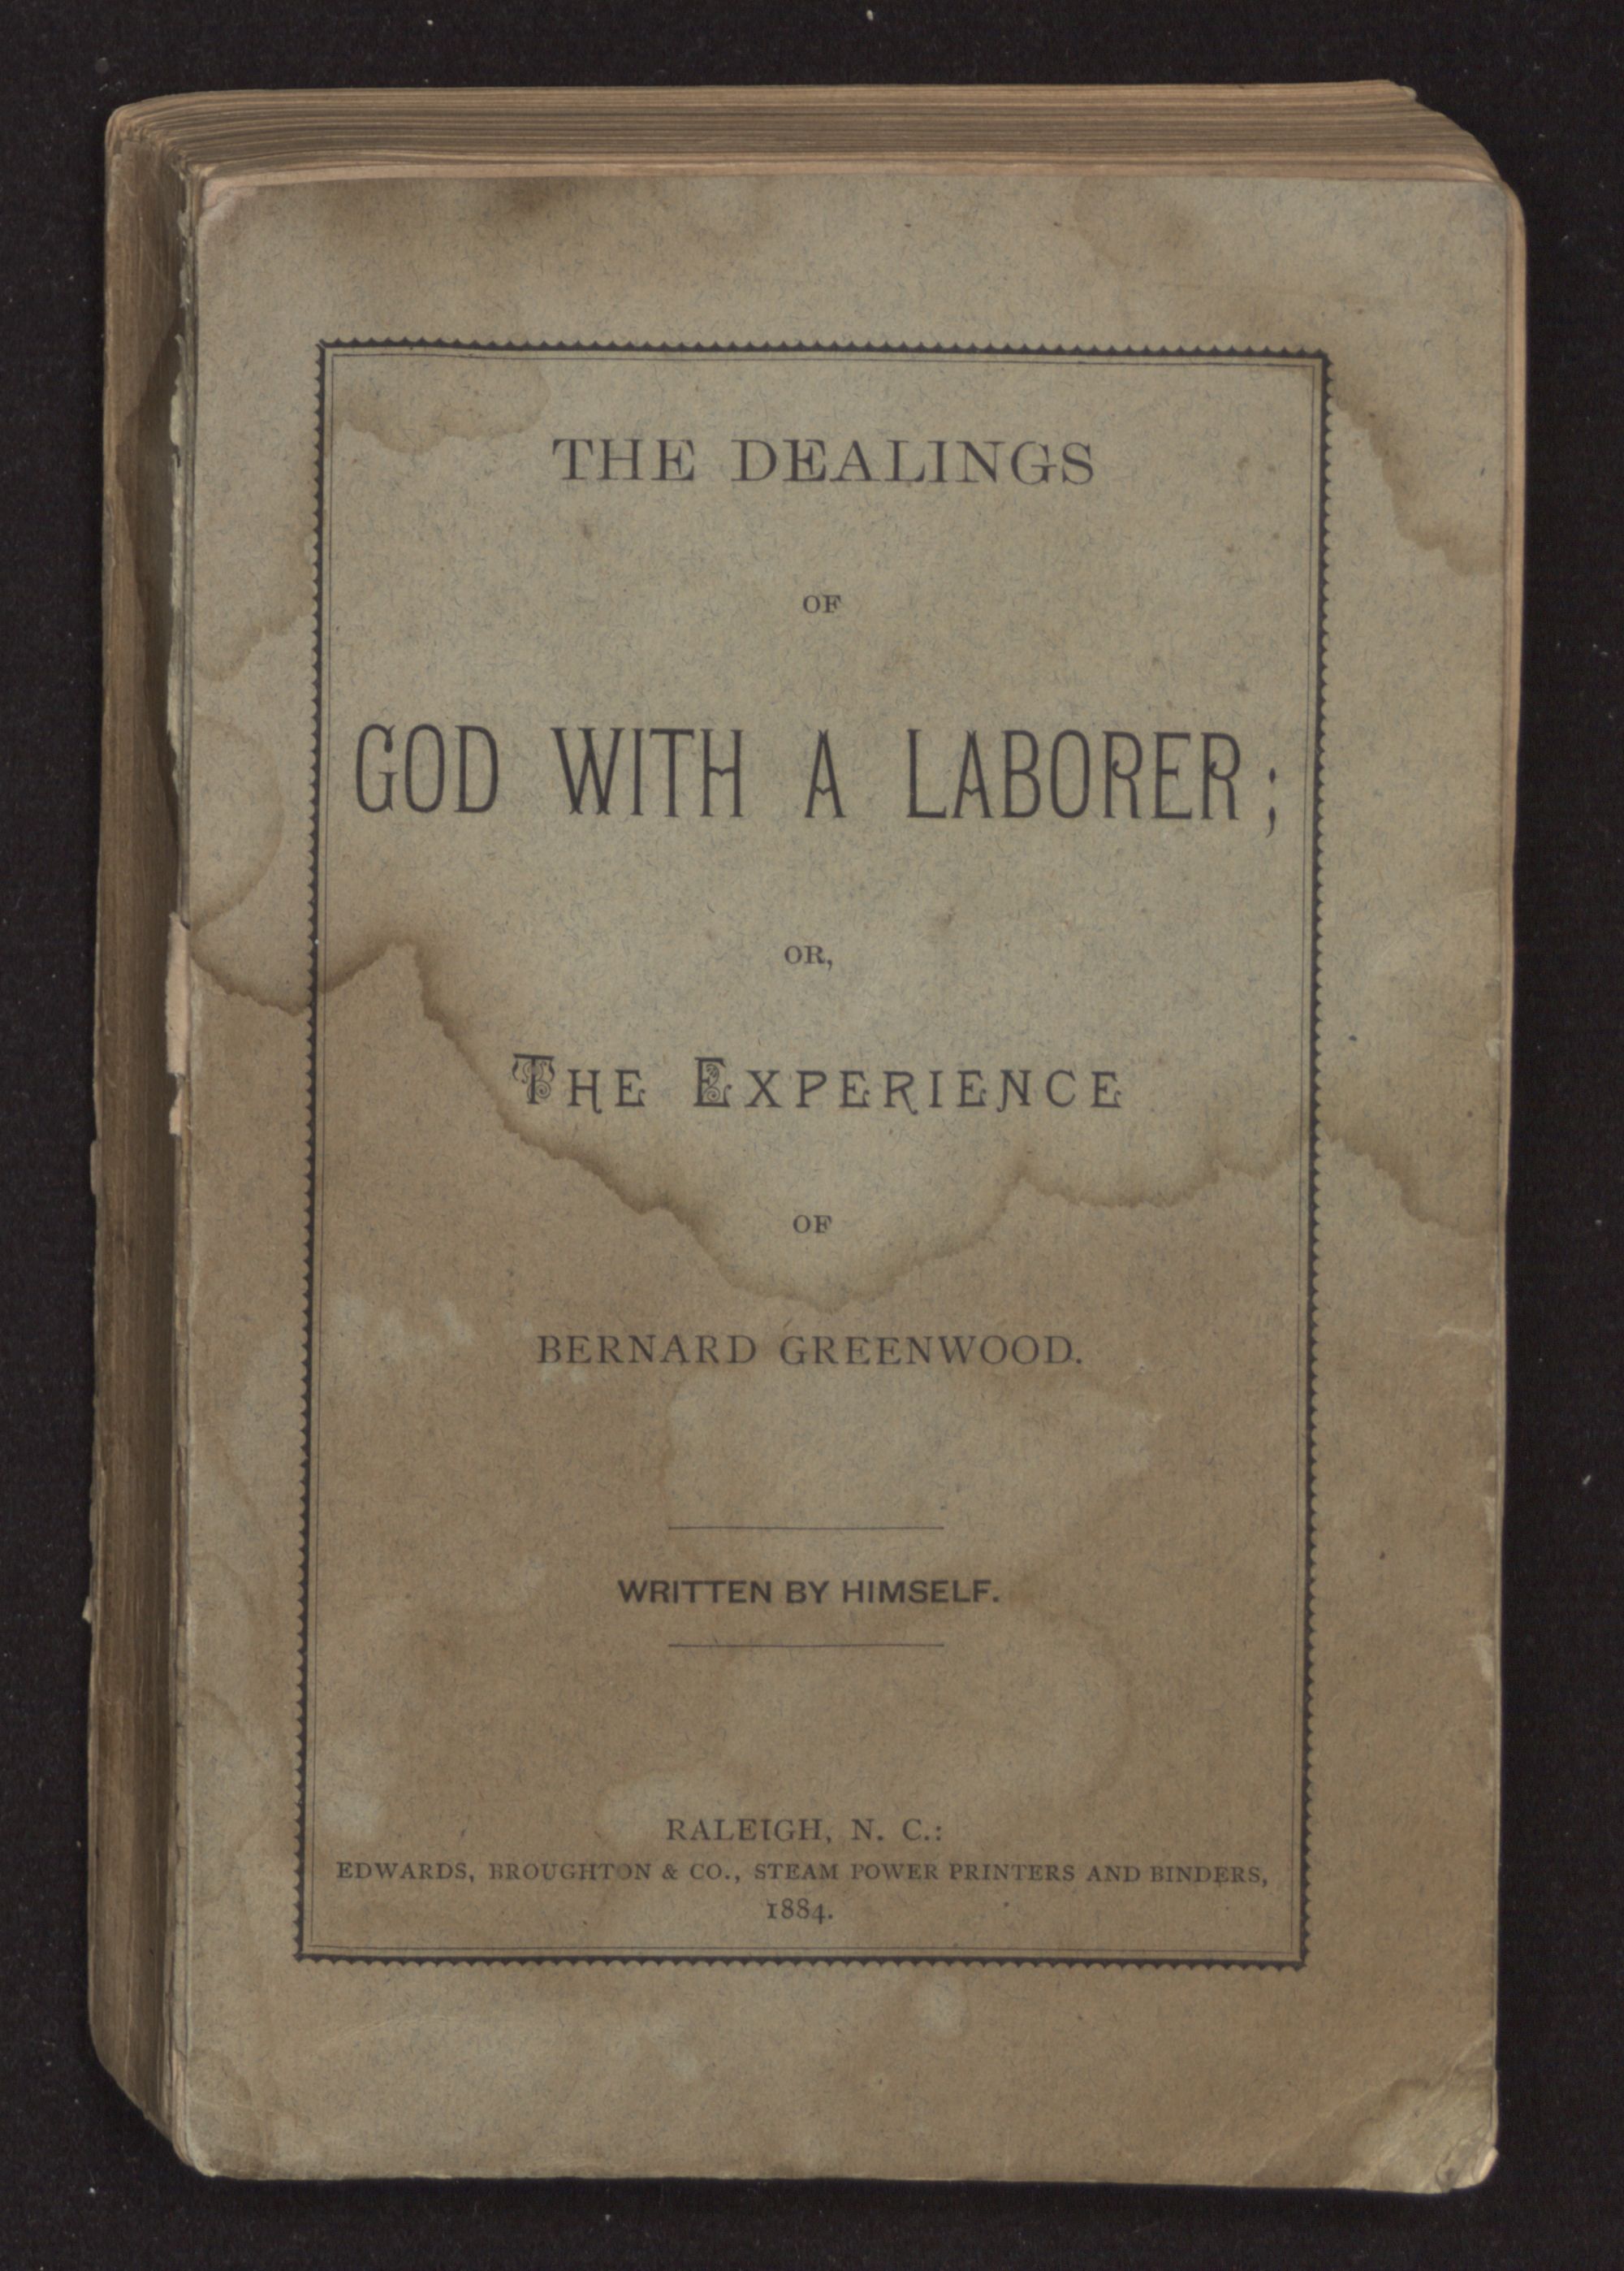 THE DEALINGS
OF
GOD WITH A LABORER;
OR,
THE EXPERIENCE
OF
BERNARD GREENWOOD.
WRITTEN BY HIMSELF.
RALEIGH, N. C.:
EDWARDS, BROUGHTON & CO., STEAM POWER PRINTERS AND BINDERS,
1884.